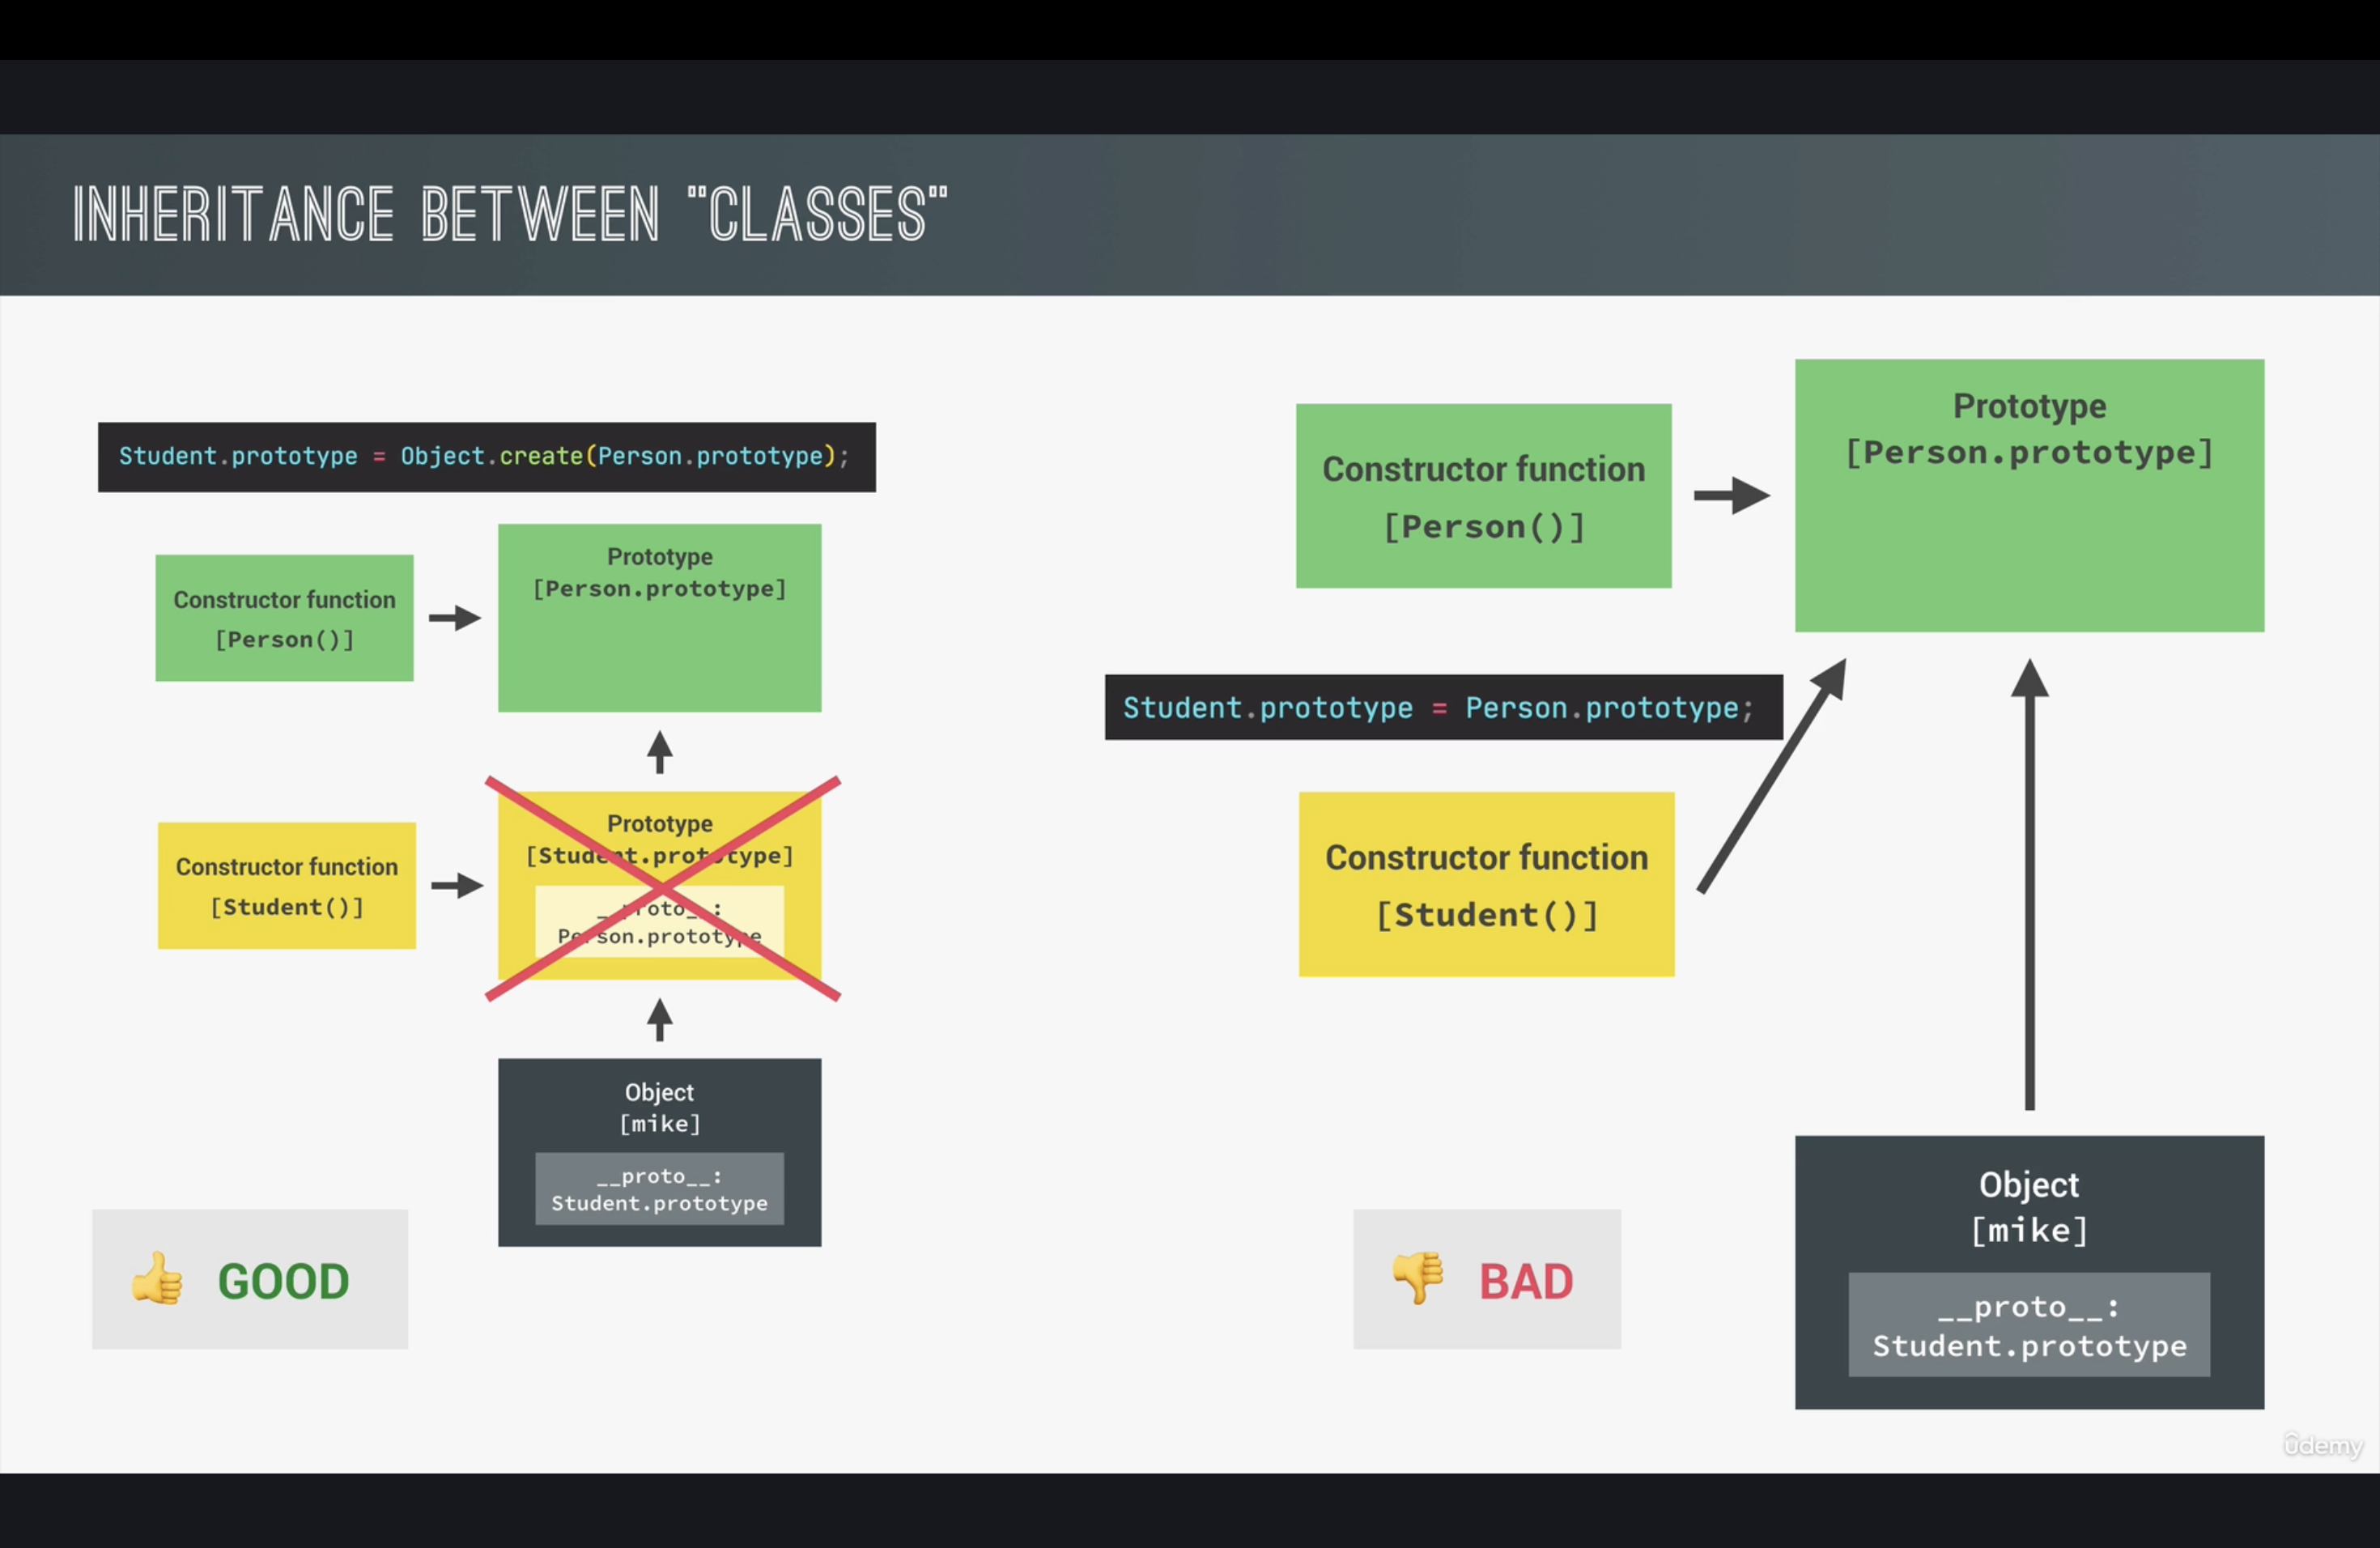 INHERITANCE BETWEEN "CLASSES"
Student.prototype = Object.create(Person.prototype);
Constructor function
[Person()]
Prototype
[Person.prototype]
Constructor function
[Student()]
Prototype
[Student.prototype]
__proto__:
Person.prototype
Object
[mike]
__proto__:
Student.prototype
👍 GOOD
Constructor function
[Person()]
Prototype
[Person.prototype]
Student.prototype = Person.prototype;
Constructor function
[Student()]
Object
[mike]
__proto__:
Student.prototype
👎 BAD
ûdemy